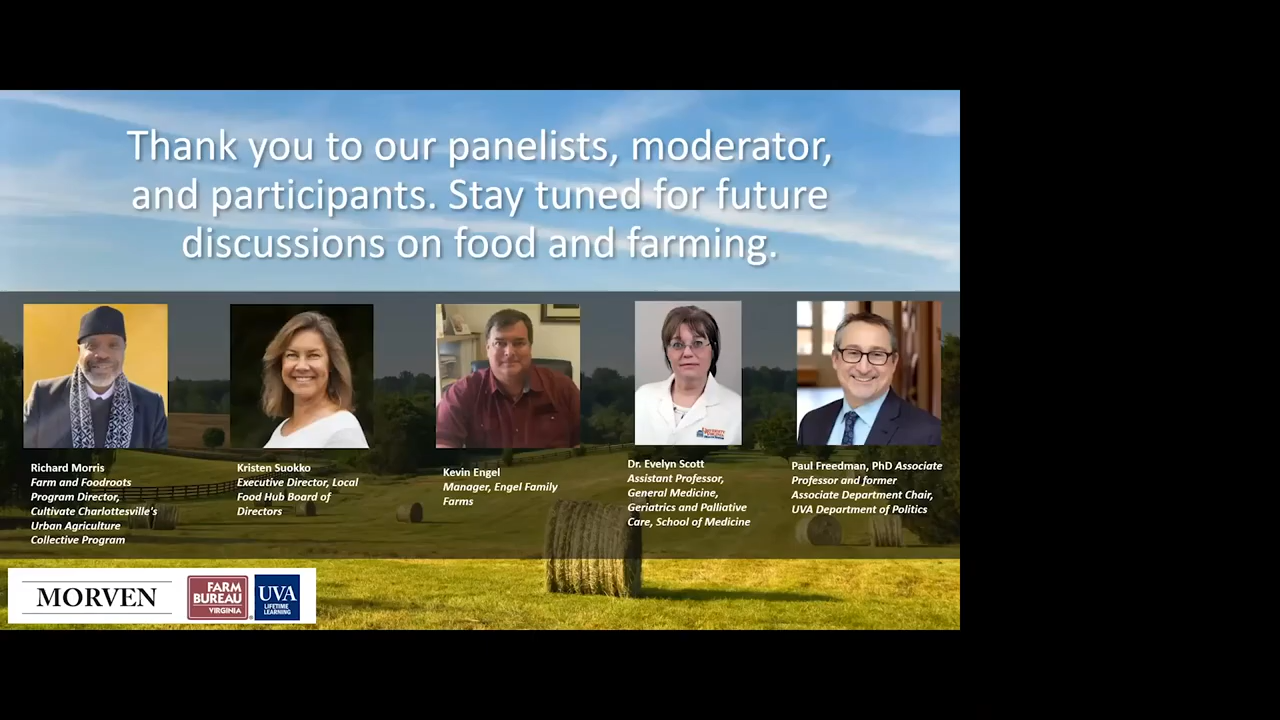 Thank you to our panelists, moderator,
and participants. Stay tuned for future
discussions on food and farming.
Richard Morris
Farm and Foodroots
Program Director,
Cultivate Charlottesville's
Urban Agriculture
Collective Program
Kristen Suokko
Executive Director, Local
Food Hub Board of
Directors
Kevin Engel
Manager, Engel Family
Farms
Dr. Evelyn Scott
Assistant Professor,
General Medicine,
Geriatrics and Palliative
Care, School of Medicine
Paul Freedman, PhD Associate
Professor and former
Associate Department Chair,
UVA Department of Politics
MORVEN
FARM
BUREAU
VIRGINIA
UVA
LIFETIME
LEARNING